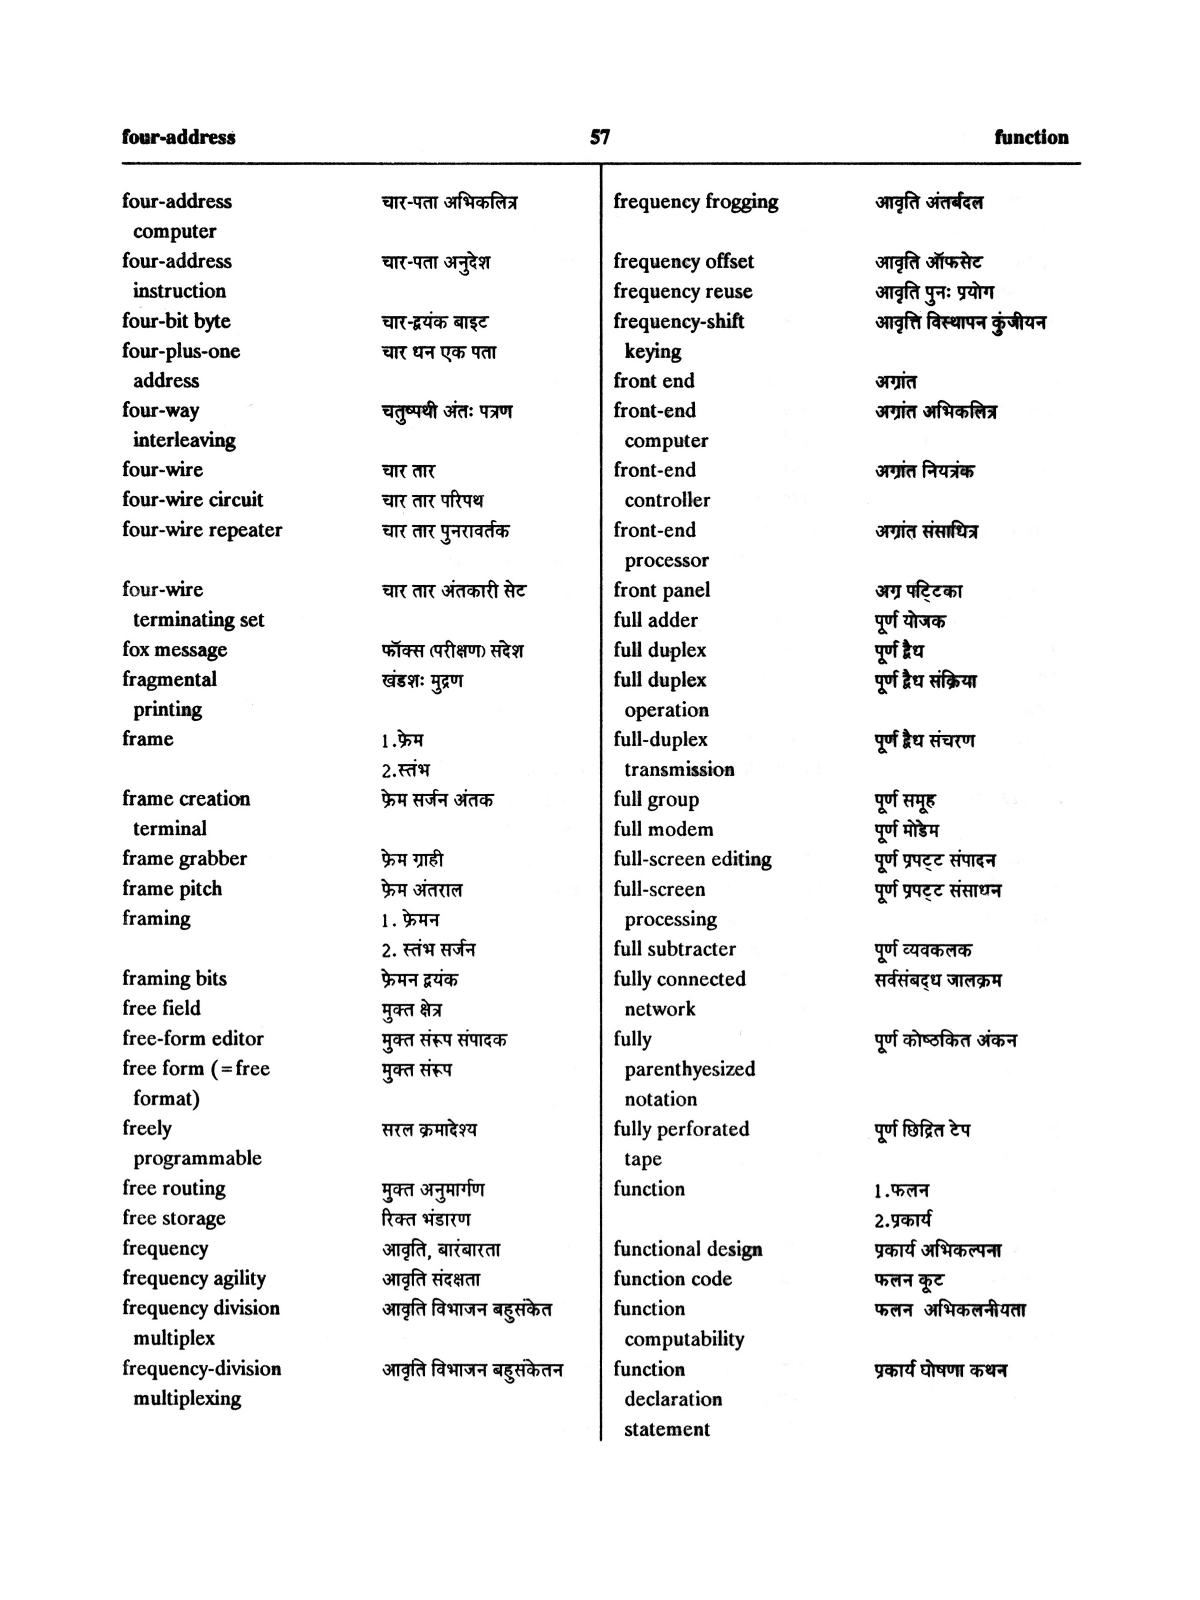 four-address 57 function
four-address चार-पता अभिकलित्र
computer
four-address चार-पता अनुदेश
instruction
four-bit byte चार-द्वयंक बाइट
four-plus-one चार धन एक पता
address
four-way चतुष्पथी अंतः पत्रण
interleaving
four-wire चार तार
four-wire circuit चार तार परिपथ
four-wire repeater चार तार पुनरावर्तक
four-wire चार तार अंतकारी सेट
terminating set
fox message फॉक्स (परीक्षण) संदेश
fragmental खंडशः मुद्रण
printing
frame 1.फ्रेम
2.स्तंभ
frame creation फ्रेम सर्जन अंतक
terminal
frame grabber फ्रेम ग्राही
frame pitch फ्रेम अंतराल
framing 1. फ्रेमन
2. स्तंभ सर्जन
framing bits फ्रेमन द्वयंक
free field मुक्त क्षेत्र
free-form editor मुक्त संरूप संपादक
free form (=free मुक्त संरूप
format)
freely सरल क्रमादेश्य
programmable
free routing मुक्त अनुमार्गण
free storage रिक्त भंडारण
frequency आवृति, बारंबारता
frequency agility आवृति संदक्षता
frequency division आवृति विभाजन बहुसंकेत
multiplex
frequency-division आवृति विभाजन बहुसंकेतन
multiplexing
frequency frogging आवृति अंतर्बदल
frequency offset आवृति ऑफसेट
frequency reuse आवृति पुनः प्रयोग
frequency-shift आवृत्ति विस्थापन कुंजीयन
keying
front end अग्रांत
front-end अग्रांत अभिकलित्र
computer
front-end अग्रांत नियत्रंक
controller
front-end अग्रांत संसाधित्र
processor
front panel अग्र पट्टिका
full adder पूर्ण योजक
full duplex पूर्ण द्वैध
full duplex पूर्ण द्वैध संक्रिया
operation
full-duplex पूर्ण द्वैध संचरण
transmission
full group पूर्ण समूह
full modem पूर्ण मोडेम
full-screen editing पूर्ण प्रपट्ट संपादन
full-screen पूर्ण प्रपट्ट संसाधन
processing
full subtracter पूर्ण व्यवकलक
fully connected सर्वसंबद्ध जालक्रम
network
fully पूर्ण कोष्ठकित अंकन
parenthyesized
notation
fully perforated पूर्ण छिद्रित टेप
tape
function 1.फलन
2.प्रकार्य
functional design प्रकार्य अभिकल्पना
function code फलन कूट
function फलन अभिकलनीयता
computability
function प्रकार्य घोषणा कथन
declaration
statement